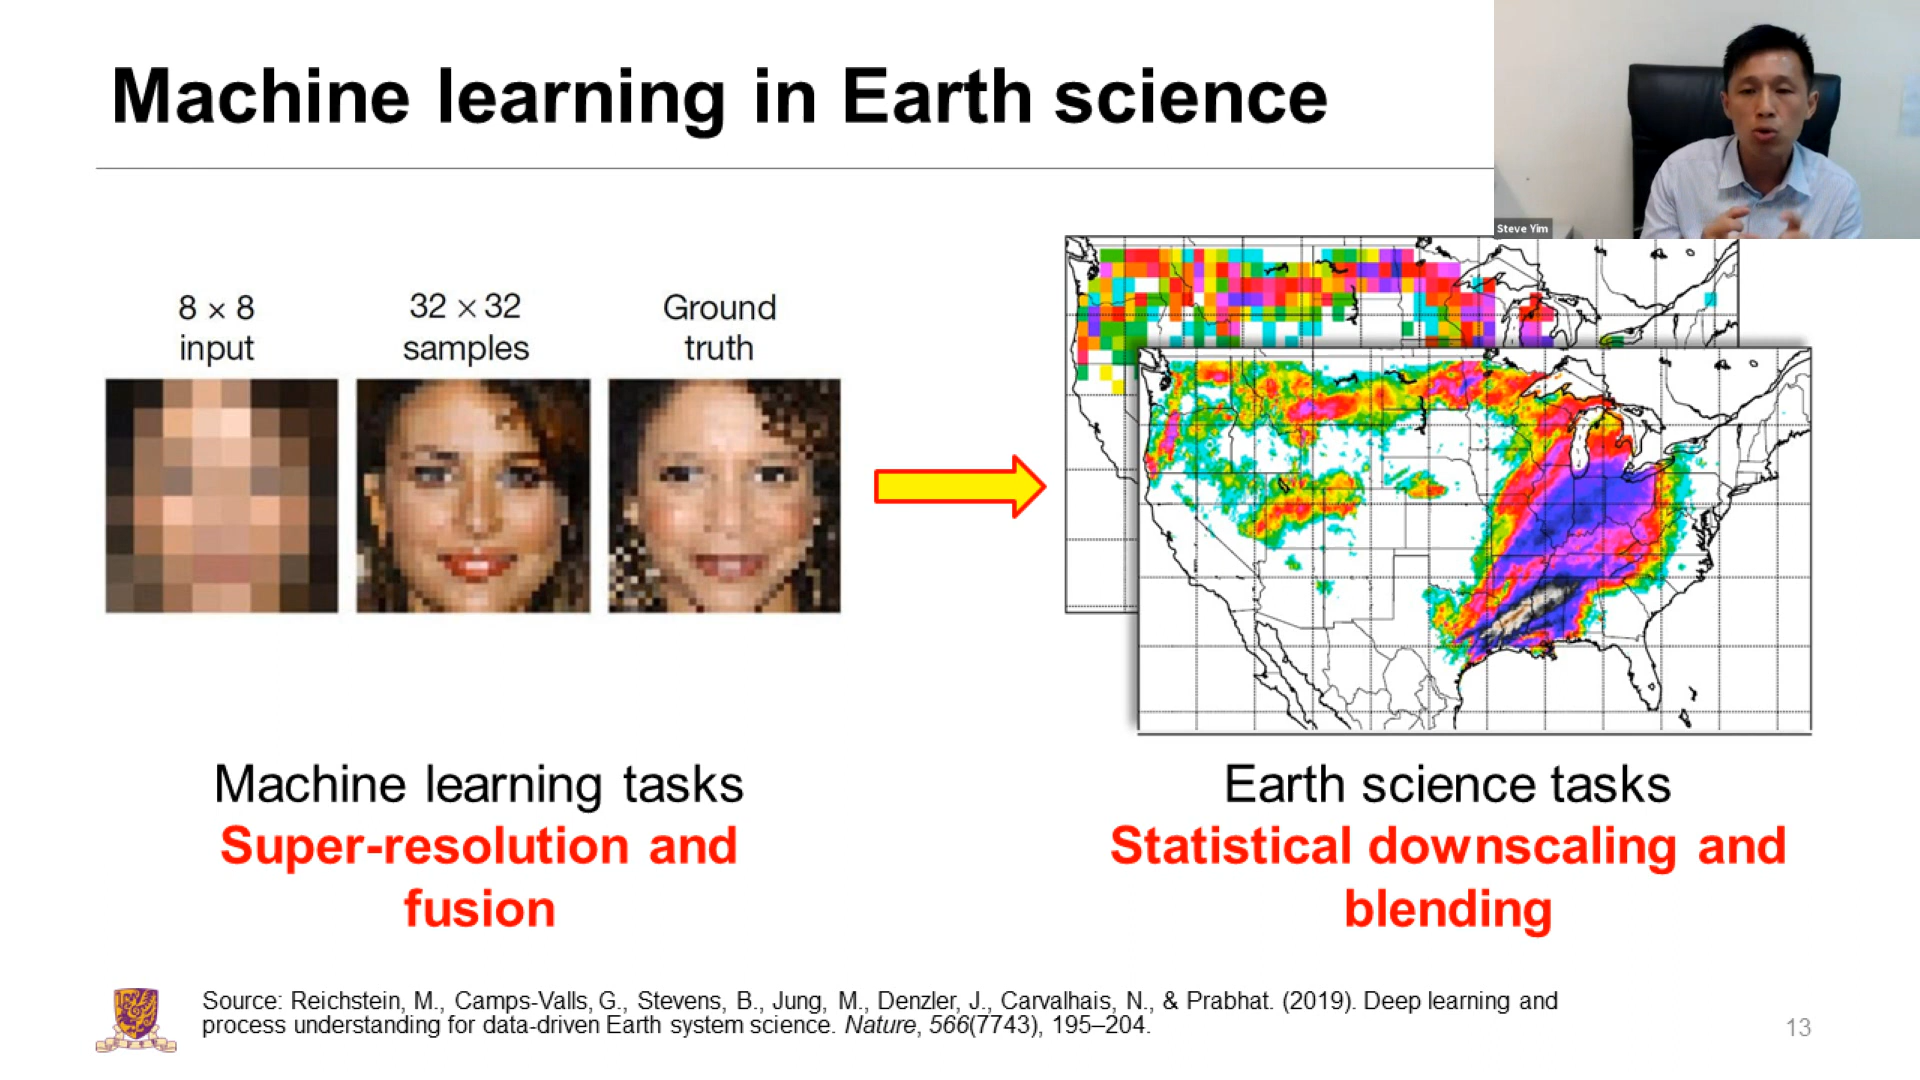 Machine learning in Earth science
Steve Yim
8 × 8
input
32 × 32
samples
Ground
truth
Machine learning tasks
Super-resolution and
fusion
Earth science tasks
Statistical downscaling and
blending
Source: Reichstein, M., Camps-Valls, G., Stevens, B., Jung, M., Denzler, J., Carvalhais, N., & Prabhat. (2019). Deep learning and
process understanding for data-driven Earth system science. Nature, 566(7743), 195–204.
13